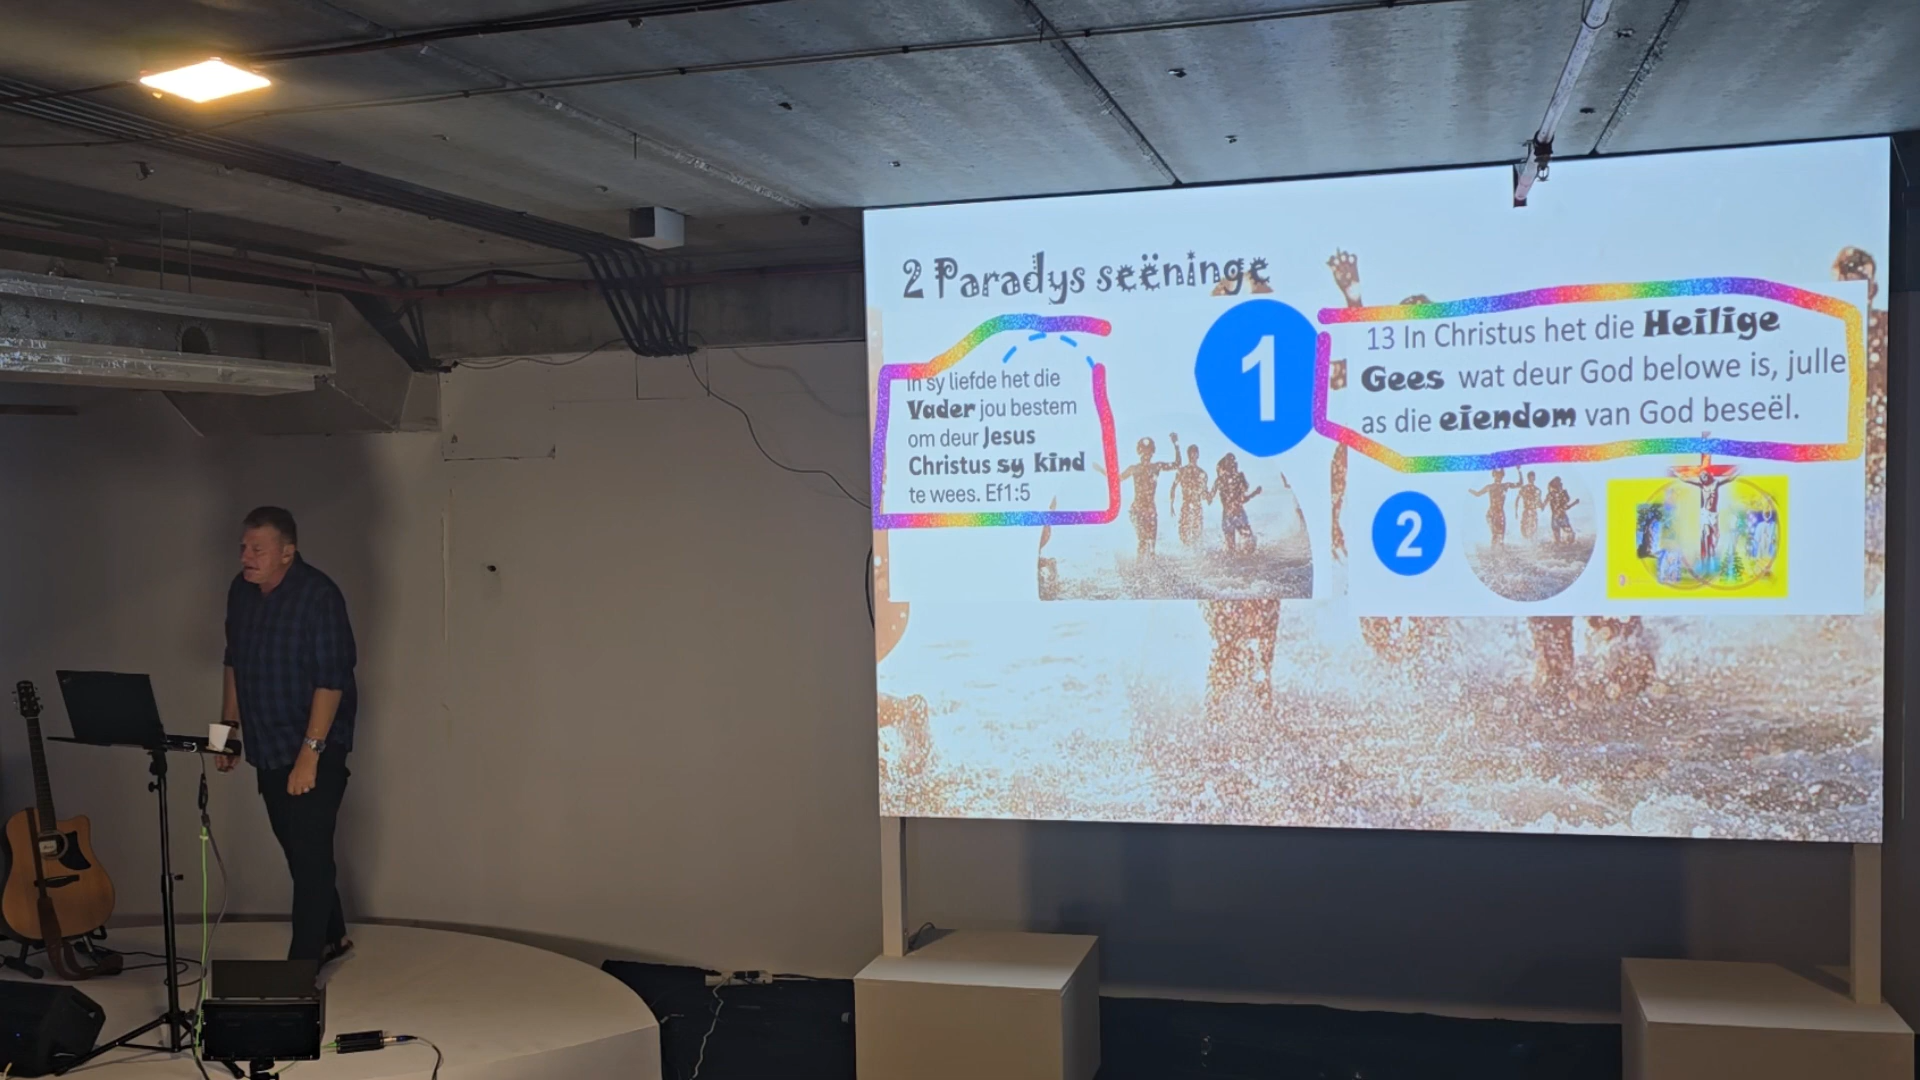 2 Paradys seëninge
In sy liefde het die
Vader jou bestem
om deur Jesus
Christus sy kind
te wees. Ef1:5
1
13 In Christus het die Heilige
Gees wat deur God belowe is, julle
as die eiendom van God beseël.
2